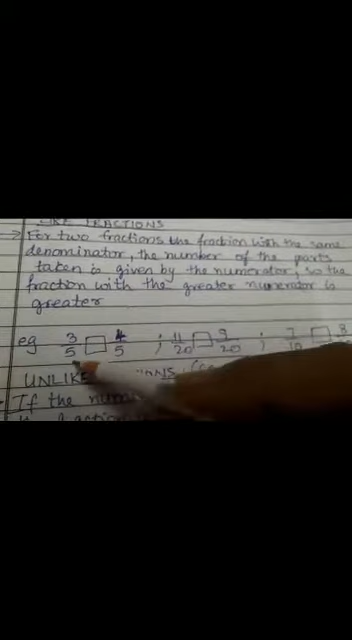 LIKE FRACTIONS
→ For two fractions the fraction with the same
denominator, the number of the parts
taken is given by the numerator, so the
fraction with the greater numerator is
greater
eg 3/5 □ 4/5 ; 11/20 □ 9/20 ; 7/10 □ 8
UNLIKE
If the